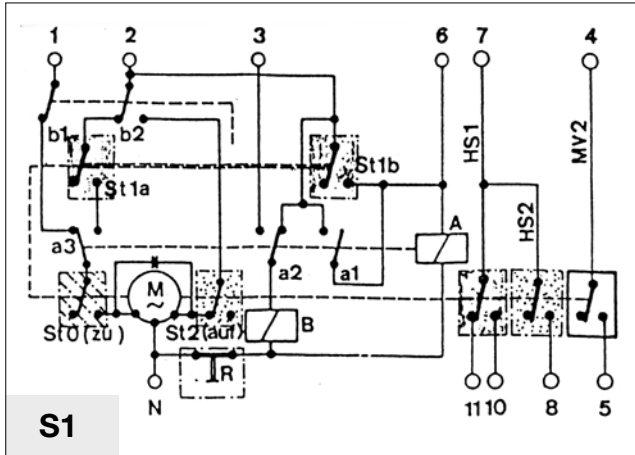 1 2 3 6 7 4
b1 b2
St1a St1b
HS1 MV2
HS2
A
a3 a2 a1
M
~
B
St0(zu) St2(auf)
R
N 11 10 8 5
S1